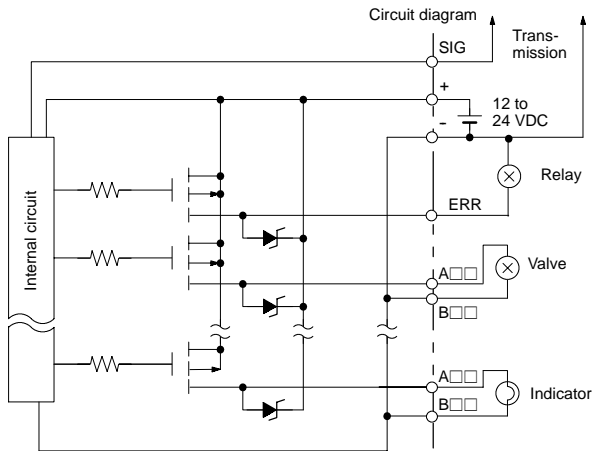 Circuit diagram
SIG
Trans-
mission
+
12 to
24 VDC
-
Relay
ERR
Internal circuit
A□□
Valve
B□□
A□□
Indicator
B□□